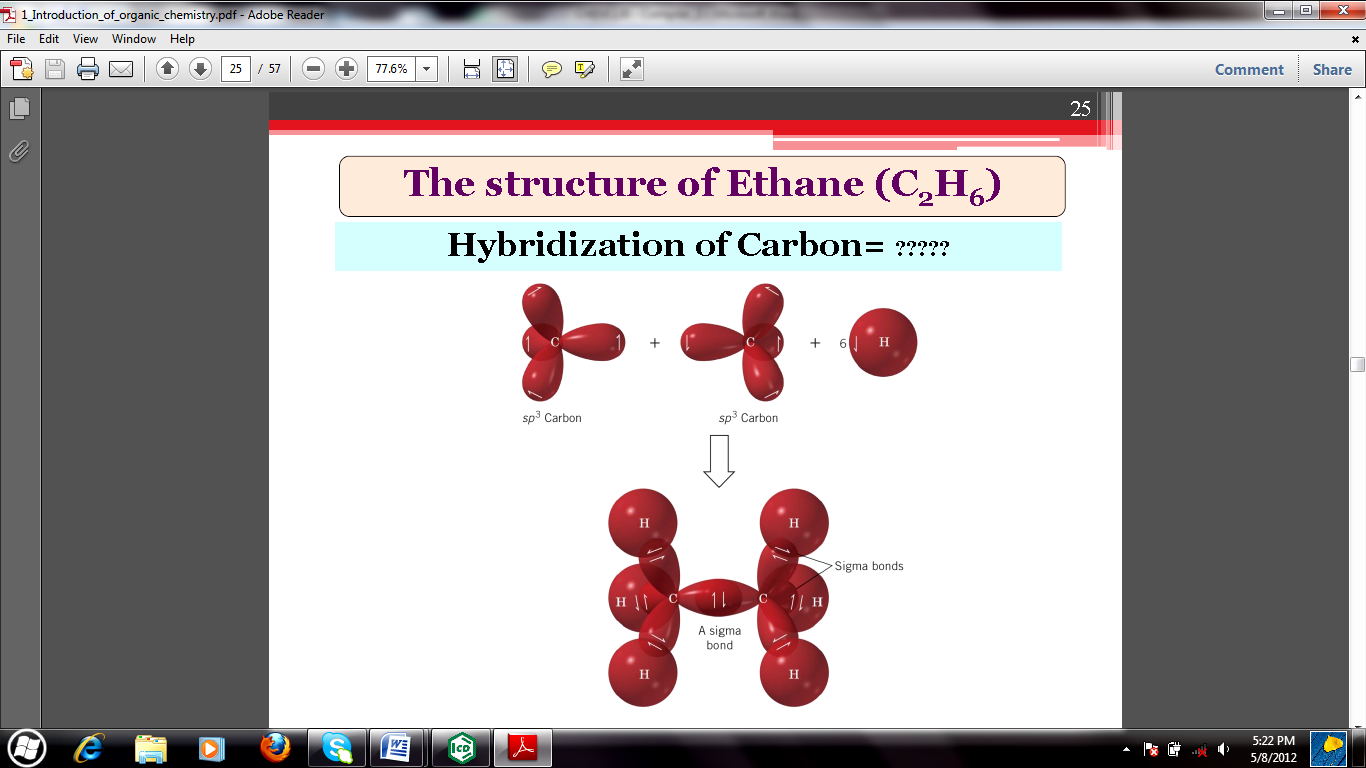 1_Introduction_of_organic_chemistry.pdf - Adobe Reader
File Edit View Window Help
25 / 57 77.6% Comment Share
25
The structure of Ethane (C₂H₆)
Hybridization of Carbon= ?????
C + C + 6 H
sp³ Carbon sp³ Carbon
H H
Sigma bonds
H C C H
A sigma
bond
H H
W ICD
5:22 PM
5/8/2012